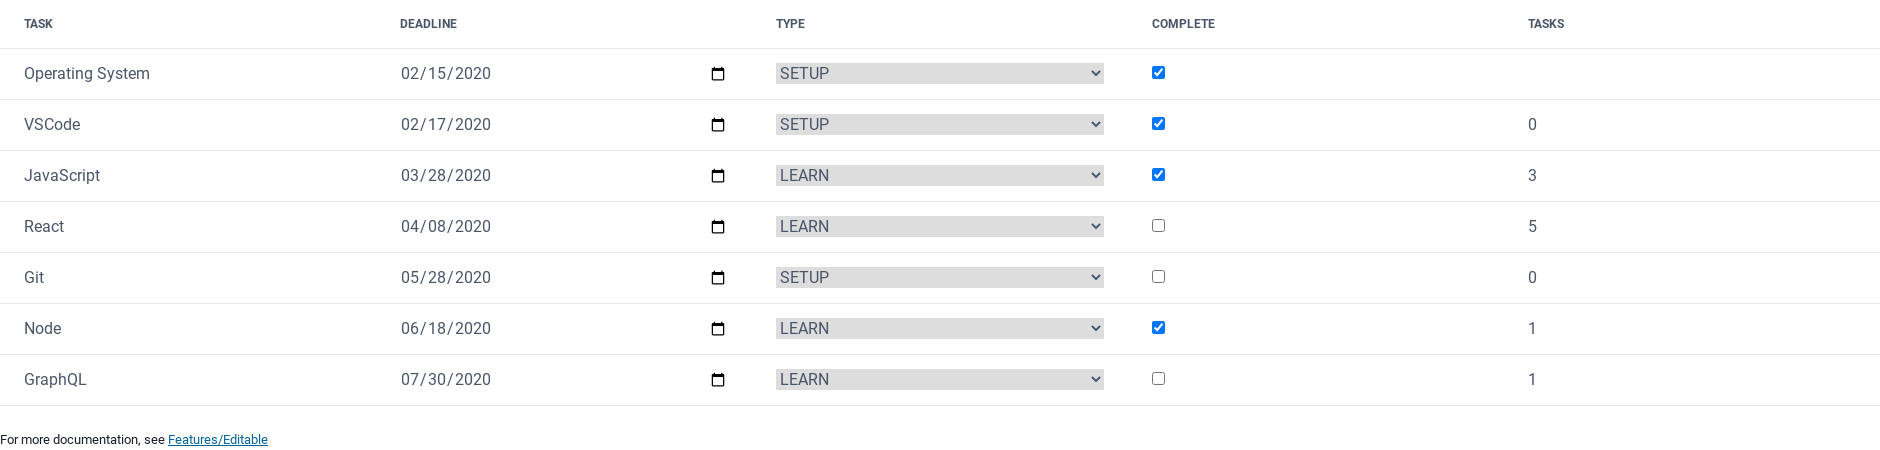 TASK DEADLINE TYPE COMPLETE TASKS
Operating System 02/15/2020 SETUP
VSCode 02/17/2020 SETUP 0
JavaScript 03/28/2020 LEARN 3
React 04/08/2020 LEARN 5
Git 05/28/2020 SETUP 0
Node 06/18/2020 LEARN 1
GraphQL 07/30/2020 LEARN 1
For more documentation, see Features/Editable